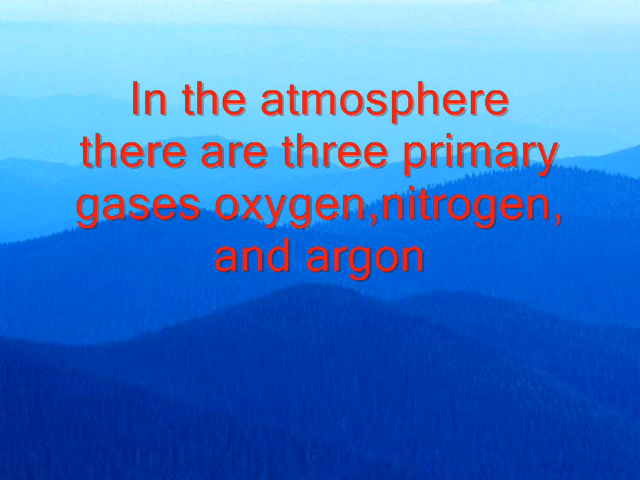 In the atmosphere
there are three primary
gases oxygen,nitrogen,
and argon